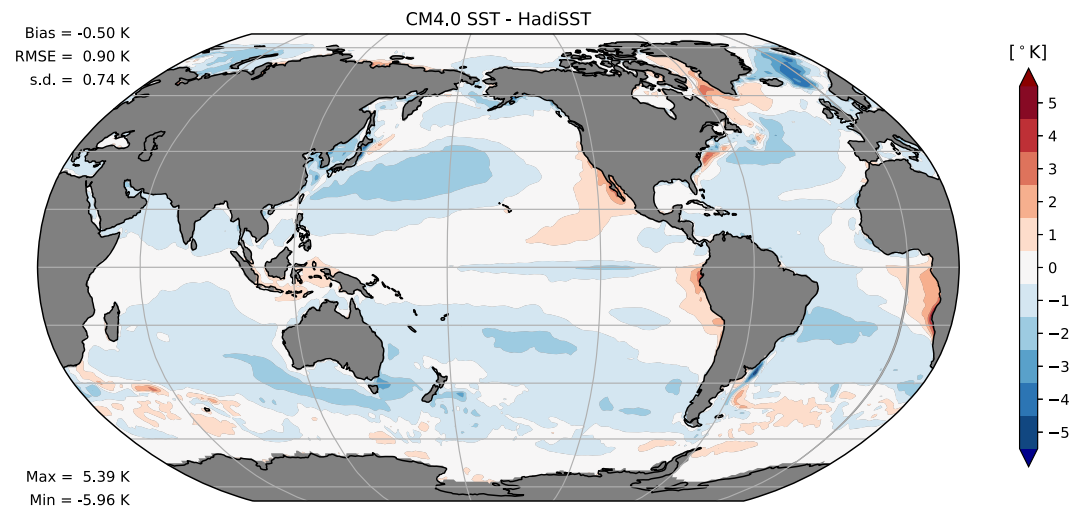 CM4.0 SST - HadiSST
Bias = -0.50 K
RMSE = 0.90 K
s.d. = 0.74 K
[°K]
5
4
3
2
1
0
−1
−2
−3
−4
−5
Max = 5.39 K
Min = -5.96 K